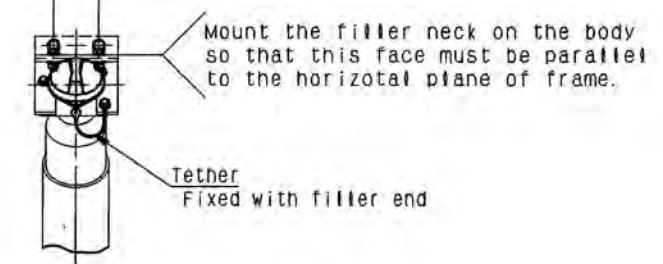 Mount the filler neck on the body
so that this face must be parallel
to the horizotal plane of frame.
Tether
Fixed with filler end